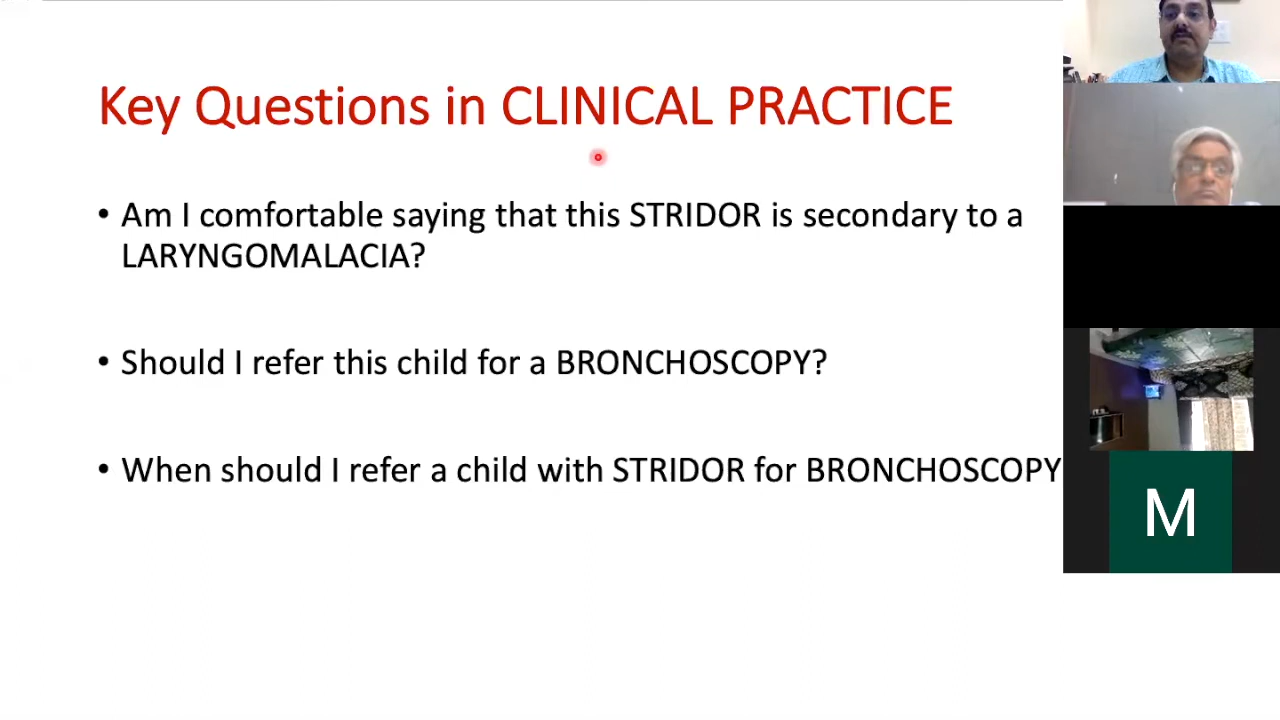 Key Questions in CLINICAL PRACTICE
• Am I comfortable saying that this STRIDOR is secondary to a
LARYNGOMALACIA?
• Should I refer this child for a BRONCHOSCOPY?
• When should I refer a child with STRIDOR for BRONCHOSCOPY
M